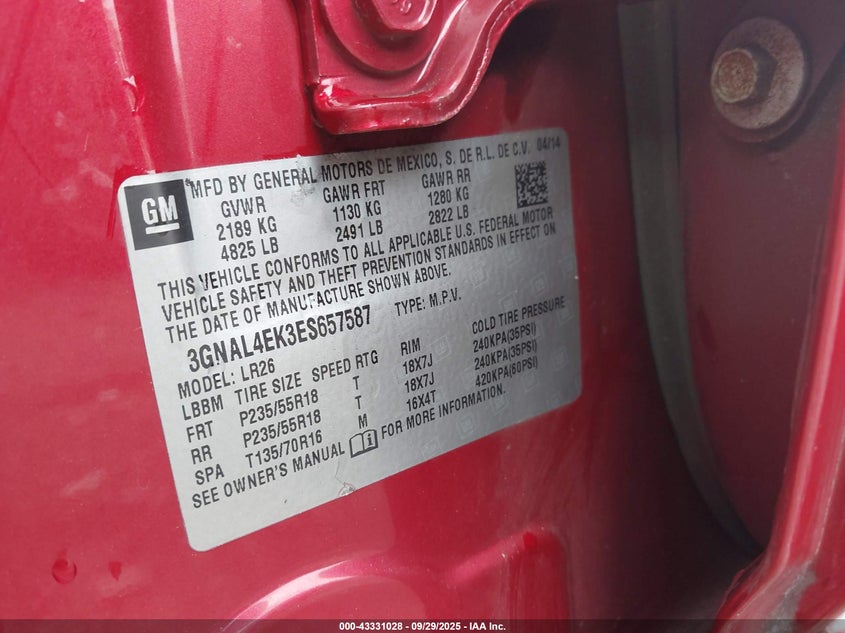 MFD BY GENERAL MOTORS DE MEXICO, S. DE R.L. DE C.V. 04/14
GM
GVWR GAWR FRT GAWR RR
2189 KG 1130 KG 1280 KG
4825 LB 2491 LB 2822 LB
THIS VEHICLE CONFORMS TO ALL APPLICABLE U.S. FEDERAL MOTOR
VEHICLE SAFETY AND THEFT PREVENTION STANDARDS IN EFFECT ON
THE DATE OF MANUFACTURE SHOWN ABOVE.
3GNAL4EK3ES657587 TYPE: M.P.V.
MODEL: LR26
LBBM TIRE SIZE SPEED RTG RIM COLD TIRE PRESSURE
FRT P235/55R18 T 18X7J 240KPA(35PSI)
RR P235/55R18 T 18X7J 240KPA(35PSI)
SPA T135/70R16 M 16X4T 420KPA(60PSI)
SEE OWNER'S MANUAL FOR MORE INFORMATION.
000-43331028 - 09/29/2025 - IAA Inc.